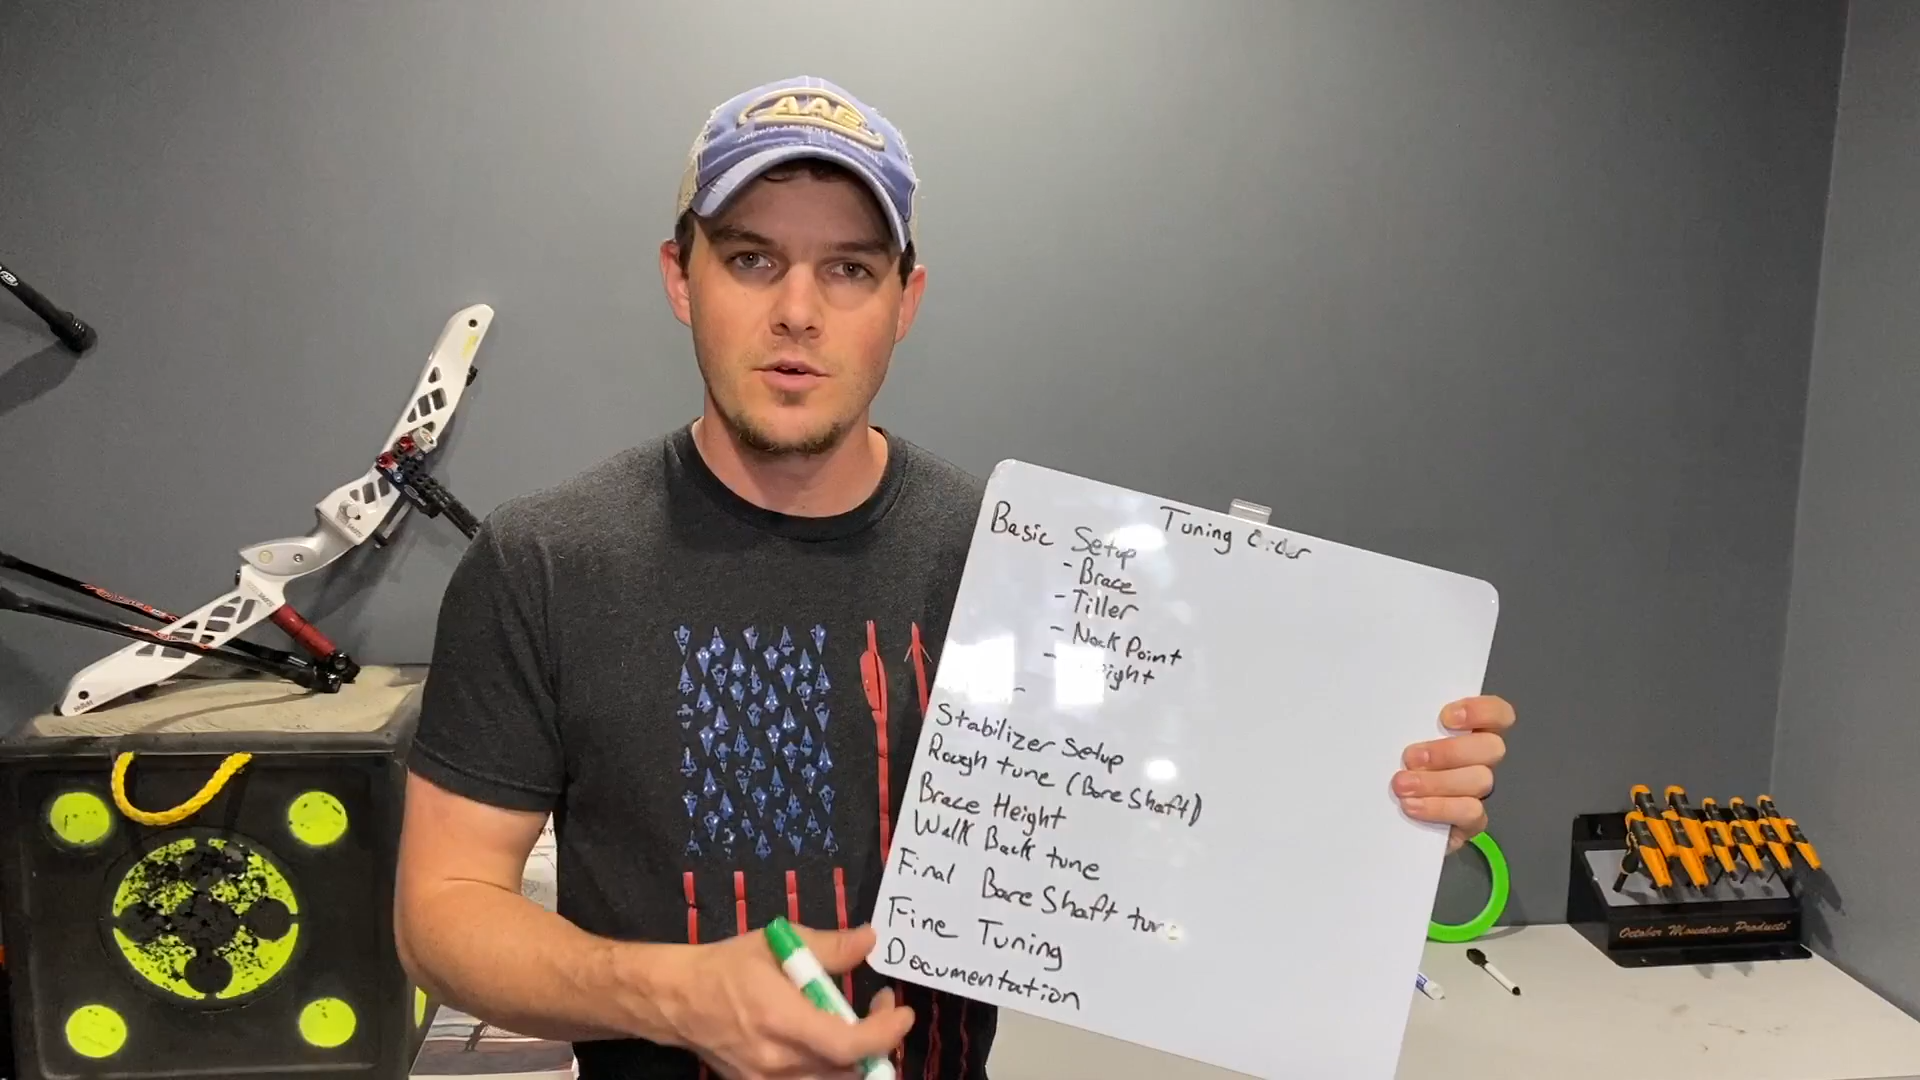 AAE
Tuning Order
Basic Setup
- Brace
- Tiller
- Nock Point
-
-
Stabilizer Setup
Rough tune (Bare Shaft)
Brace Height
Walk Back tune
Final Bare Shaft tune
Fine Tuning
Documentation
October Mountain Products